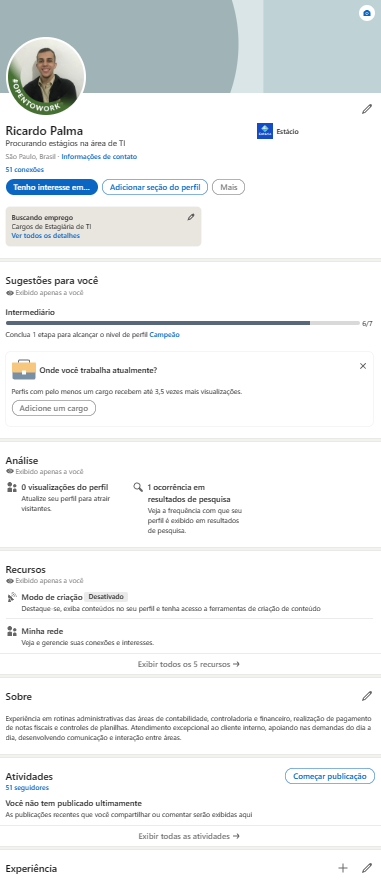 #OPENTOWORK
Ricardo Palma
Estácio
Estácio
Procurando estágios na área de TI
São Paulo, Brasil · Informações de contato
51 conexões
Tenho interesse em...
Adicionar seção do perfil
Mais
Buscando emprego
Cargos de Estagiária de TI
Ver todos os detalhes
Sugestões para você
Exibido apenas a você
Intermediário
6/7
Conclua 1 etapa para alcançar o nível de perfil Campeão
Onde você trabalha atualmente?
Perfis com pelo menos um cargo recebem até 3,5 vezes mais visualizações.
Adicione um cargo
Análise
Exibido apenas a você
0 visualizações do perfil
Atualize seu perfil para atrair
visitantes.
1 ocorrência em
resultados de pesquisa
Veja a frequência com que seu
perfil é exibido em resultados
de pesquisa.
Recursos
Exibido apenas a você
Modo de criação Desativado
Destaque-se, exiba conteúdos no seu perfil e tenha acesso a ferramentas de criação de conteúdo
Minha rede
Veja e gerencie suas conexões e interesses.
Exibir todos os 5 recursos →
Sobre
Experiência em rotinas administrativas das áreas de contabilidade, controladoria e financeiro, realização de pagamento
de notas fiscais e controles de planilhas. Atendimento excepcional ao cliente interno, apoiando nas demandas do dia a
dia, desenvolvendo comunicação e interação entre áreas.
Atividades
51 seguidores
Começar publicação
Você não tem publicado ultimamente
As publicações recentes que você compartilhar ou comentar serão exibidas aqui
Exibir todas as atividades →
Experiência